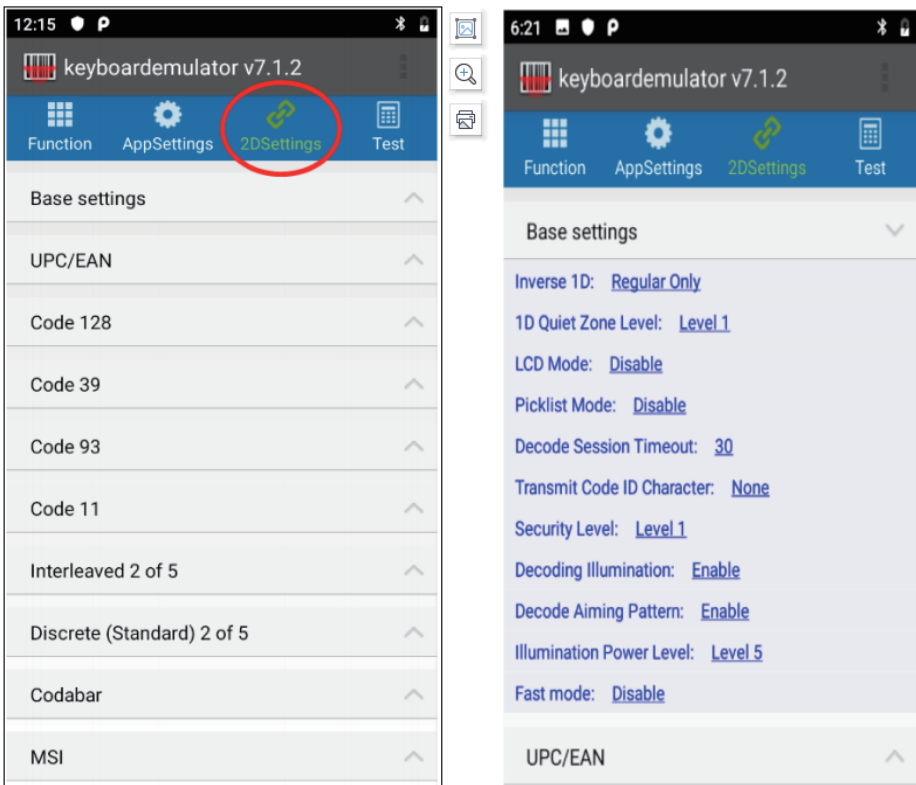 12:15
keyboardemulator v7.1.2
Function AppSettings 2DSettings Test
Base settings
UPC/EAN
Code 128
Code 39
Code 93
Code 11
Interleaved 2 of 5
Discrete (Standard) 2 of 5
Codabar
MSI
6:21
keyboardemulator v7.1.2
Function AppSettings 2DSettings Test
Base settings
Inverse 1D: Regular Only
1D Quiet Zone Level: Level 1
LCD Mode: Disable
Picklist Mode: Disable
Decode Session Timeout: 30
Transmit Code ID Character: None
Security Level: Level 1
Decoding Illumination: Enable
Decode Aiming Pattern: Enable
Illumination Power Level: Level 5
Fast mode: Disable
UPC/EAN